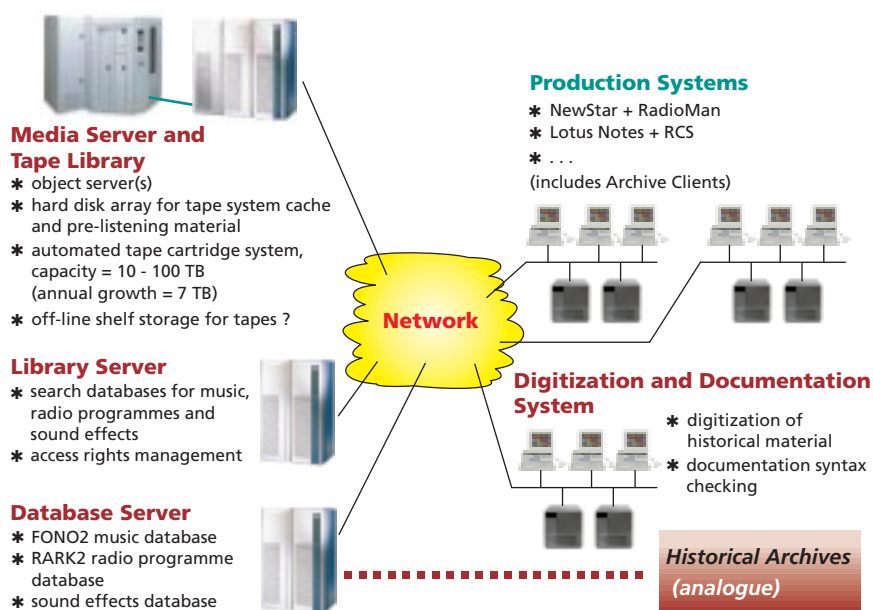 Media Server and
Tape Library
✱ object server(s)
✱ hard disk array for tape system cache
and pre-listening material
✱ automated tape cartridge system,
capacity = 10 - 100 TB
(annual growth = 7 TB)
✱ off-line shelf storage for tapes ?
Library Server
✱ search databases for music,
radio programmes and
sound effects
✱ access rights management
Database Server
✱ FONO2 music database
✱ RARK2 radio programme
database
✱ sound effects database
Network
Production Systems
✱ NewStar + RadioMan
✱ Lotus Notes + RCS
✱ . . .
(includes Archive Clients)
Digitization and Documentation
System
✱ digitization of
historical material
✱ documentation syntax
checking
Historical Archives
(analogue)